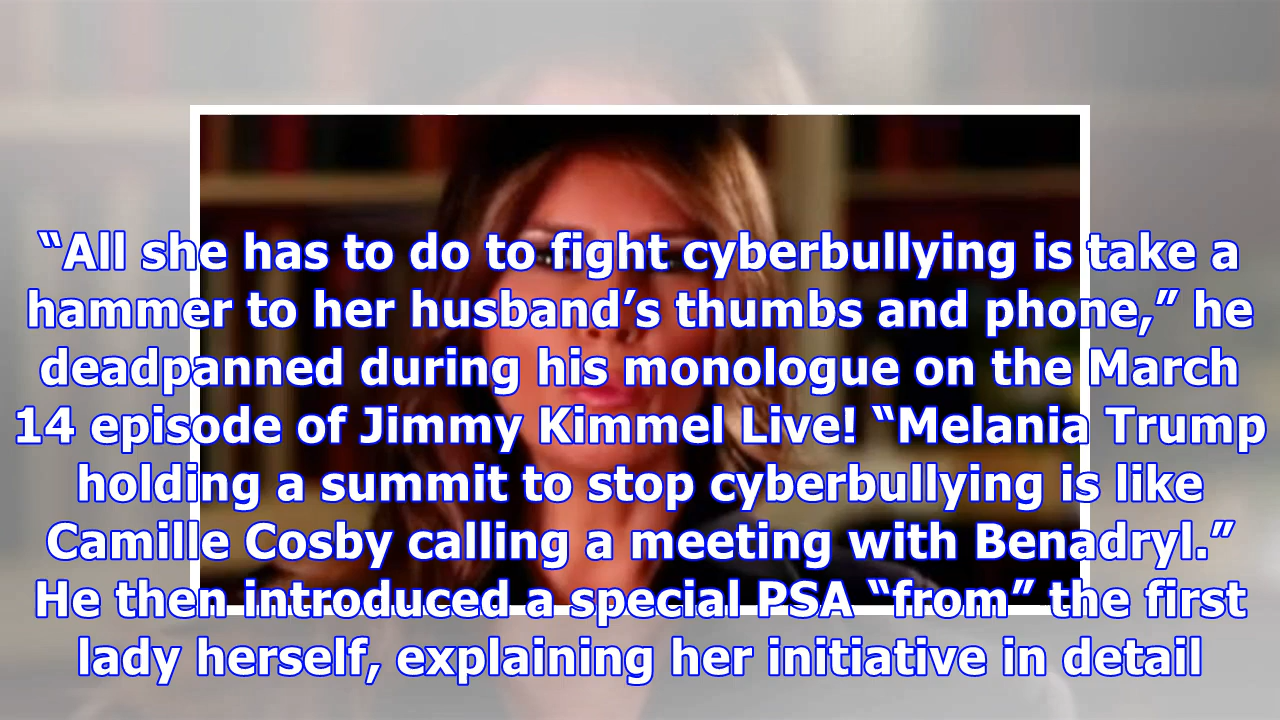 “All she has to do to fight cyberbullying is take a
hammer to her husband’s thumbs and phone,” he
deadpanned during his monologue on the March
14 episode of Jimmy Kimmel Live! “Melania Trump
holding a summit to stop cyberbullying is like
Camille Cosby calling a meeting with Benadryl.”
He then introduced a special PSA “from” the first
lady herself, explaining her initiative in detail